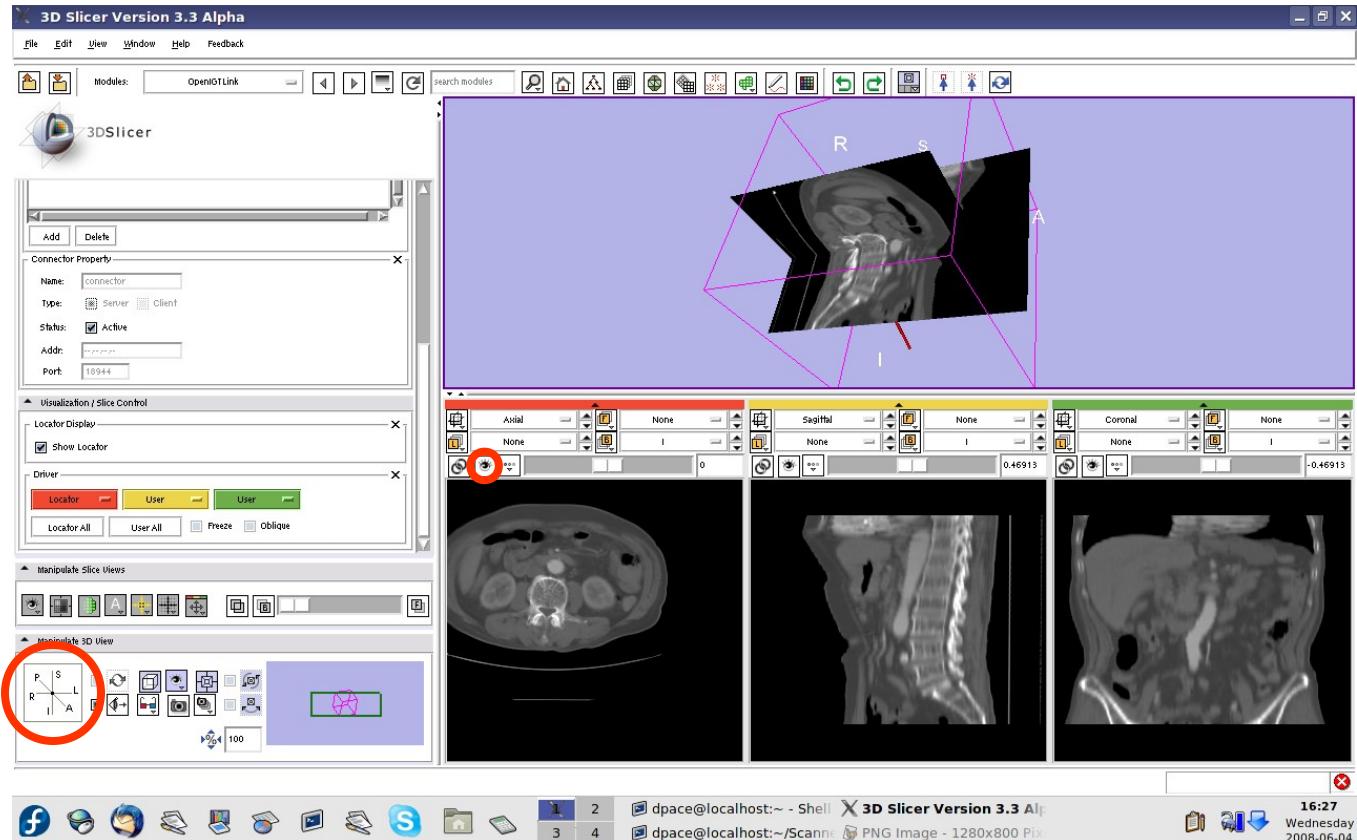 3D Slicer Version 3.3 Alpha
File Edit View Window Help Feedback
Modules: OpenIGTLink search modules
3DSlicer
R S
A
I
Add Delete
Connector Property
Name: connector
Type: Server Client
Status: Active
Addr: --.--.--.--
Port: 18944
Visualization / Slice Control
Locator Display
Show Locator
Driver
Locator User User
Locator All User All Freeze Oblique
Axial F None
L None B I
0
Sagittal F None
L None B I
0.46913
Coronal F None
L None B I
-0.46913
Manipulate Slice Views
A B F
Manipulate 3D View
P S
R L
I A
% 100
1 2 dpace@localhost:~ - Shell X 3D Slicer Version 3.3 Alp
3 4 dpace@localhost:~/Scanne PNG Image - 1280x800 Pix
16:27
Wednesday
2008-06-04